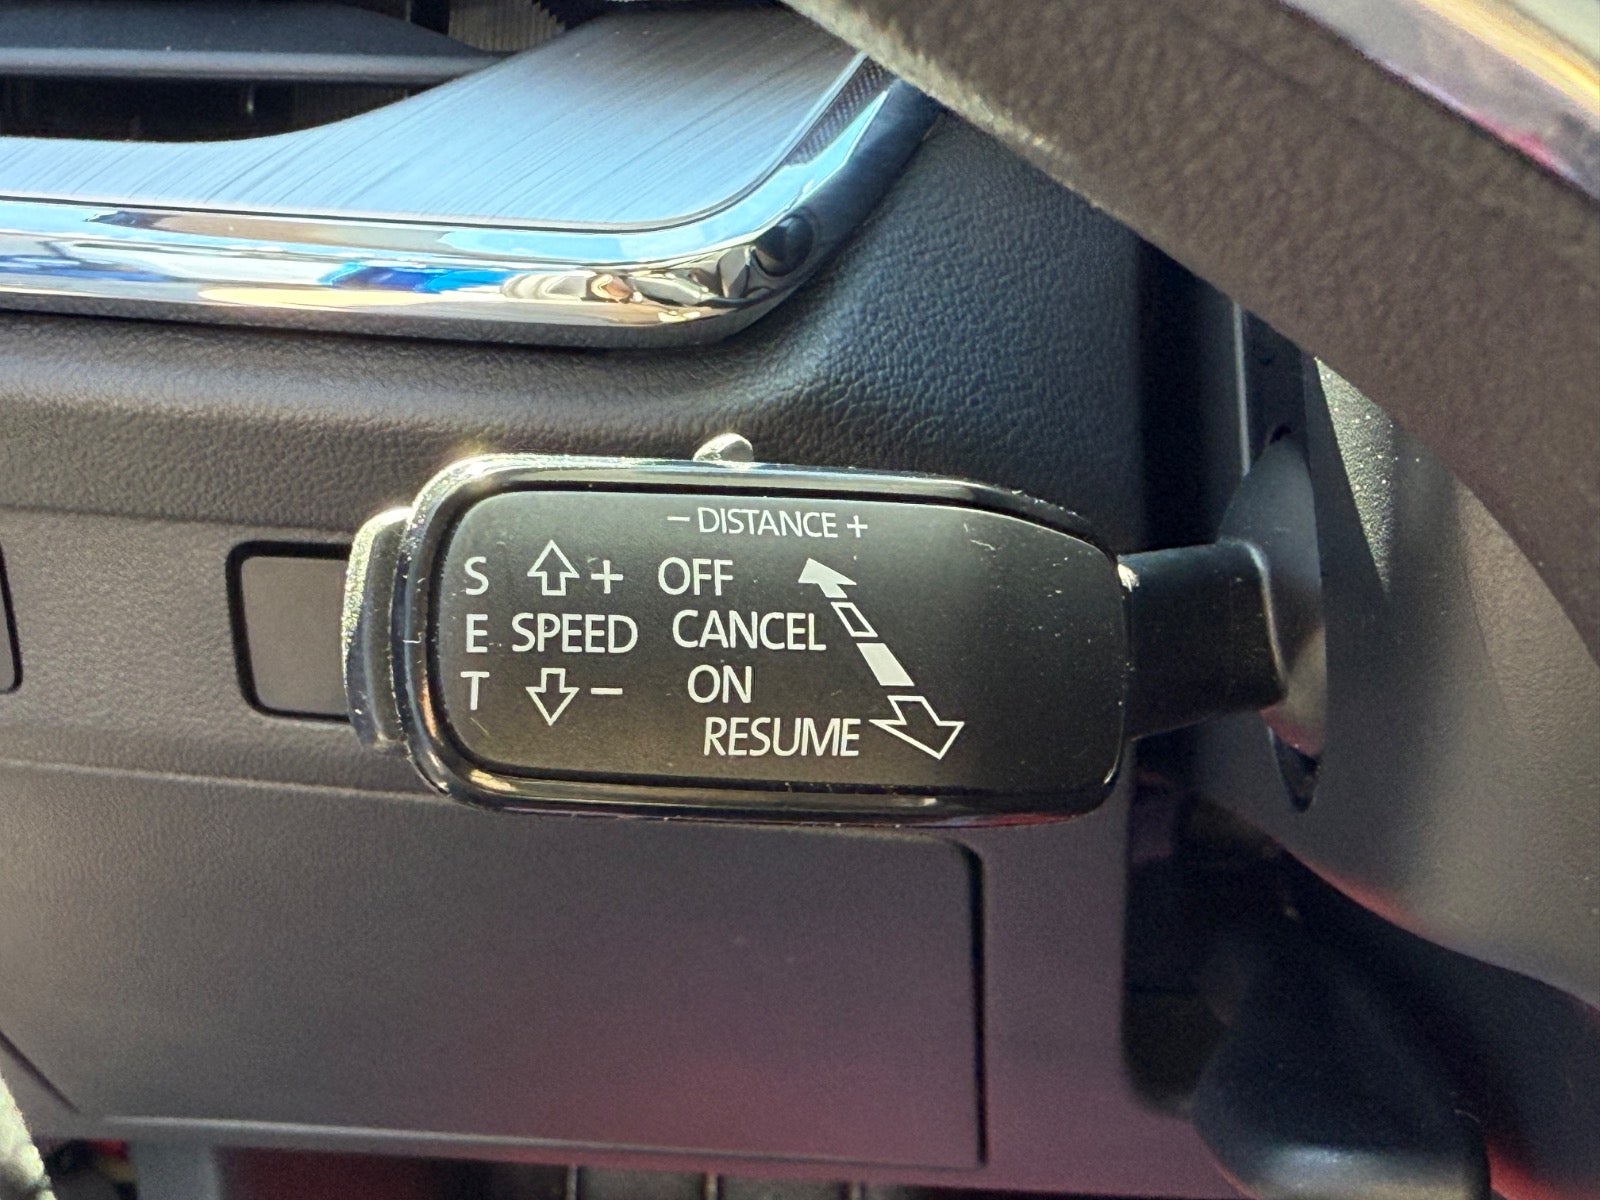 − DISTANCE +
S + OFF
E SPEED CANCEL
T − ON
RESUME